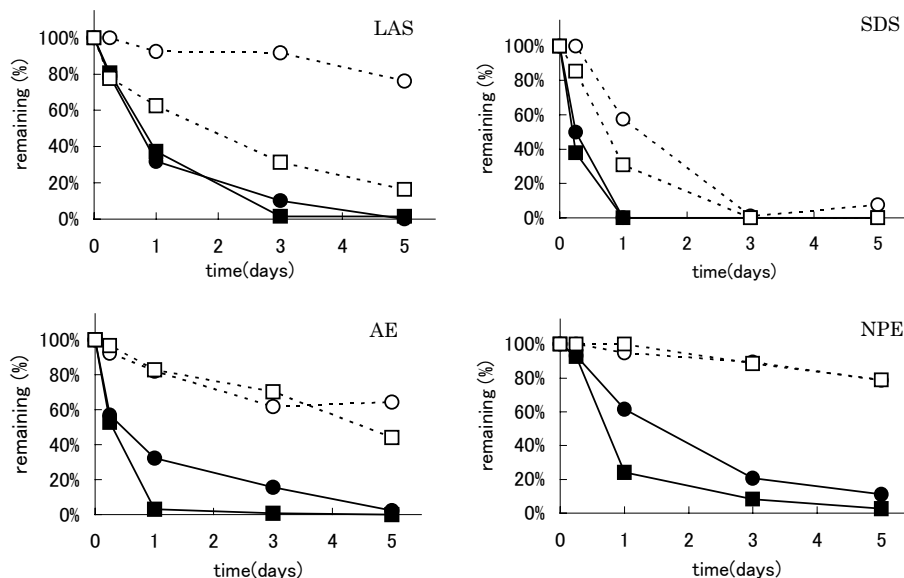 LAS
100%
80%
60%
40%
20%
0%
remaining (%)
0 1 2 3 4 5
time(days)
SDS
100%
80%
60%
40%
20%
0%
remaining (%)
0 1 2 3 4 5
time(days)
AE
100%
80%
60%
40%
20%
0%
remaining (%)
0 1 2 3 4 5
time(days)
NPE
100%
80%
60%
40%
20%
0%
remaining (%)
0 1 2 3 4 5
time(days)